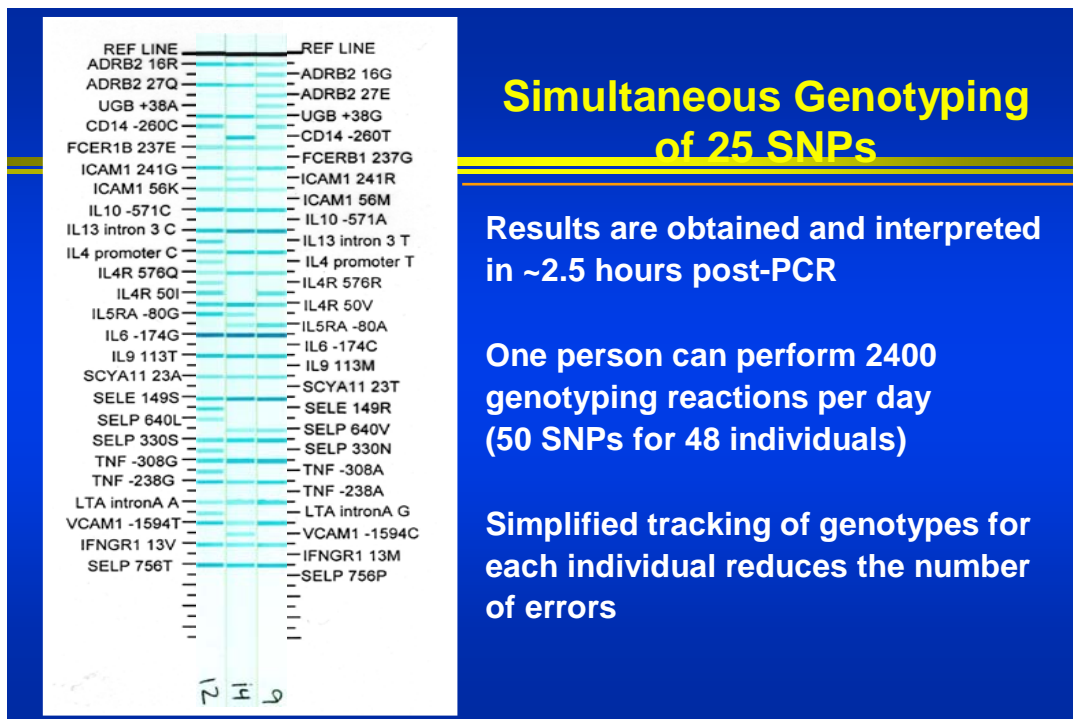 REF LINE
ADRB2 16R
ADRB2 27Q
UGB +38A
CD14 -260C
FCER1B 237E
ICAM1 241G
ICAM1 56K
IL10 -571C
IL13 intron 3 C
IL4 promoter C
IL4R 576Q
IL4R 50I
IL5RA -80G
IL6 -174G
IL9 113T
SCYA11 23A
SELE 149S
SELP 640L
SELP 330S
TNF -308G
TNF -238G
LTA intronA A
VCAM1 -1594T
IFNGR1 13V
SELP 756T
REF LINE
ADRB2 16G
ADRB2 27E
UGB +38G
CD14 -260T
FCERB1 237G
ICAM1 241R
ICAM1 56M
IL10 -571A
IL13 intron 3 T
IL4 promoter T
IL4R 576R
IL4R 50V
IL5RA -80A
IL6 -174C
IL9 113M
SCYA11 23T
SELE 149R
SELP 640V
SELP 330N
TNF -308A
TNF -238A
LTA intronA G
VCAM1 -1594C
IFNGR1 13M
SELP 756P
12 14 9
Simultaneous Genotyping
of 25 SNPs
Results are obtained and interpreted
in ~2.5 hours post-PCR
One person can perform 2400
genotyping reactions per day
(50 SNPs for 48 individuals)
Simplified tracking of genotypes for
each individual reduces the number
of errors